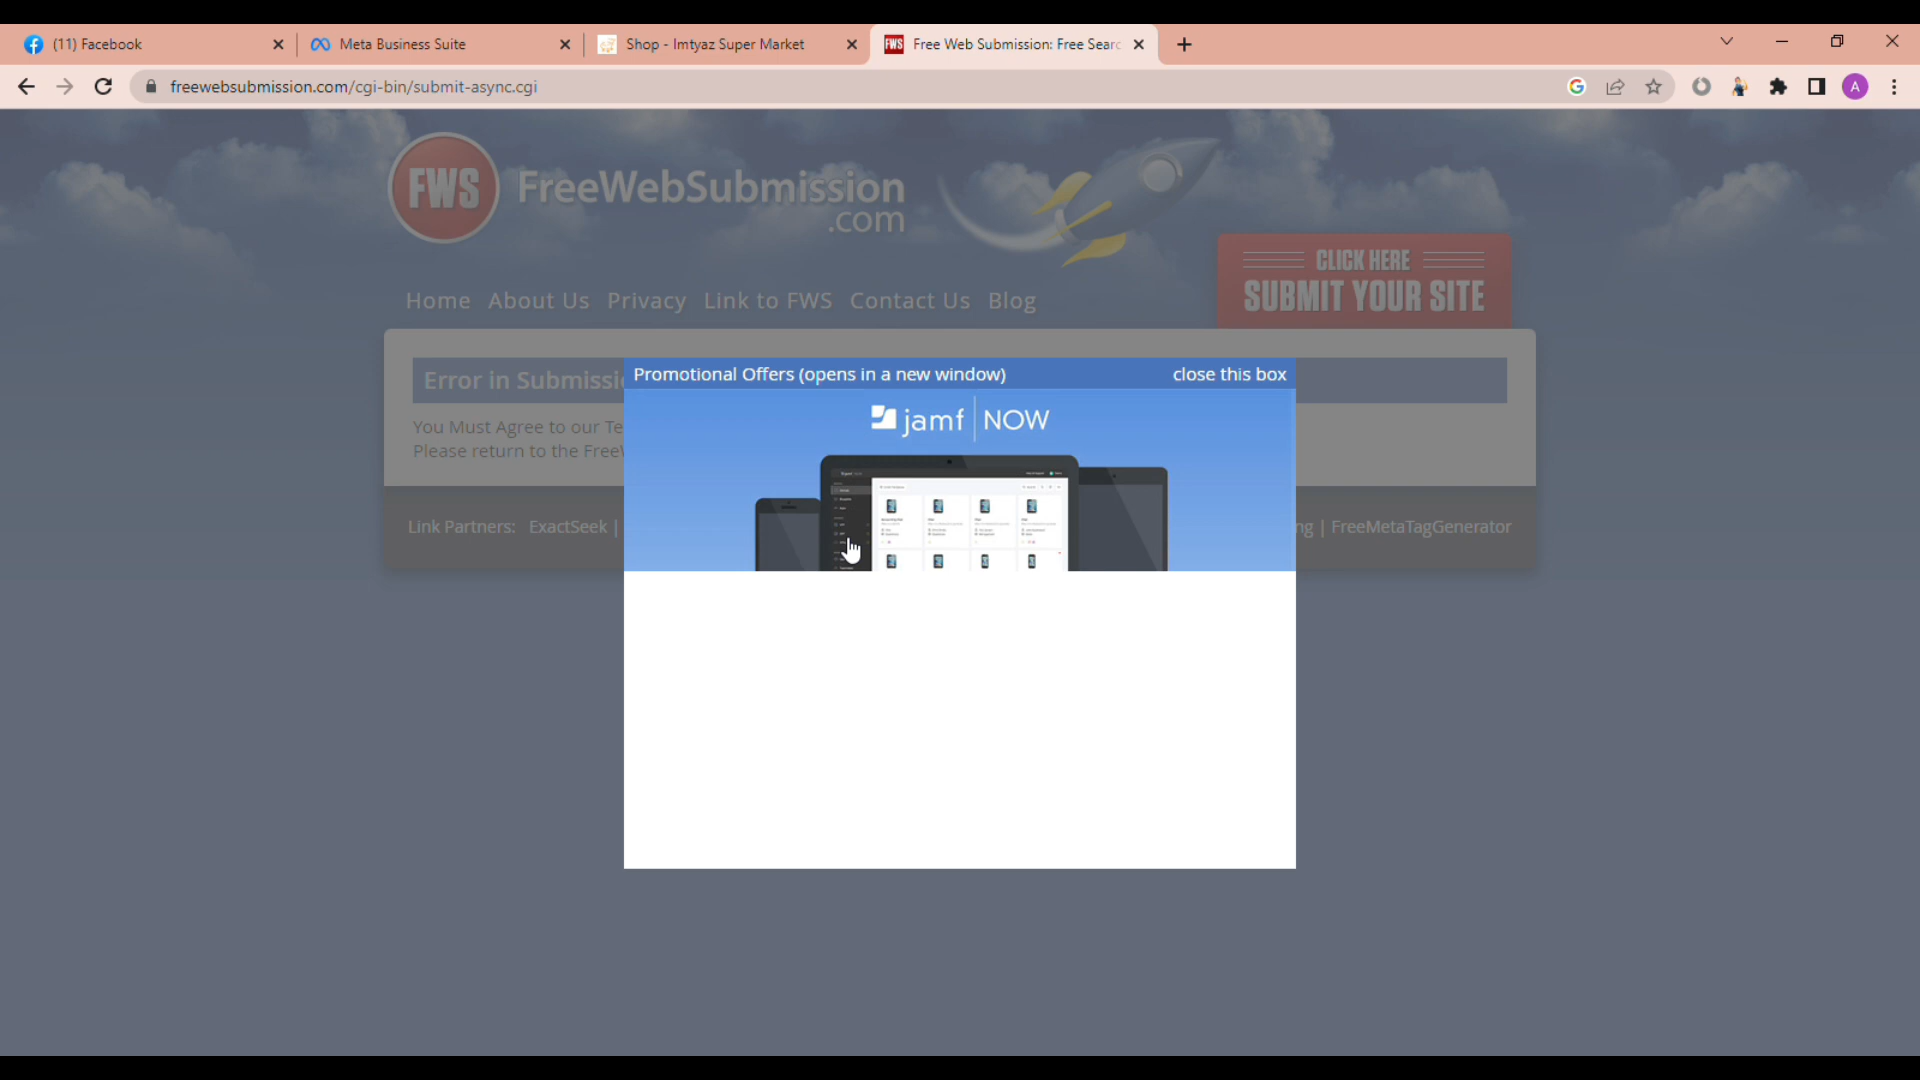 (11) Facebook
Meta Business Suite
Shop - Imtyaz Super Market
FWS
Free Web Submission: Free Searc
freewebsubmission.com/cgi-bin/submit-async.cgi
A
FWS
FreeWebSubmission
.com
CLICK HERE
SUBMIT YOUR SITE
Home About Us Privacy Link to FWS Contact Us Blog
Error in Submissi
Promotional Offers (opens in a new window)
close this box
jamf NOW
You Must Agree to our Te
Please return to the Free
Link Partners: ExactSeek |
ng | FreeMetaTagGenerator